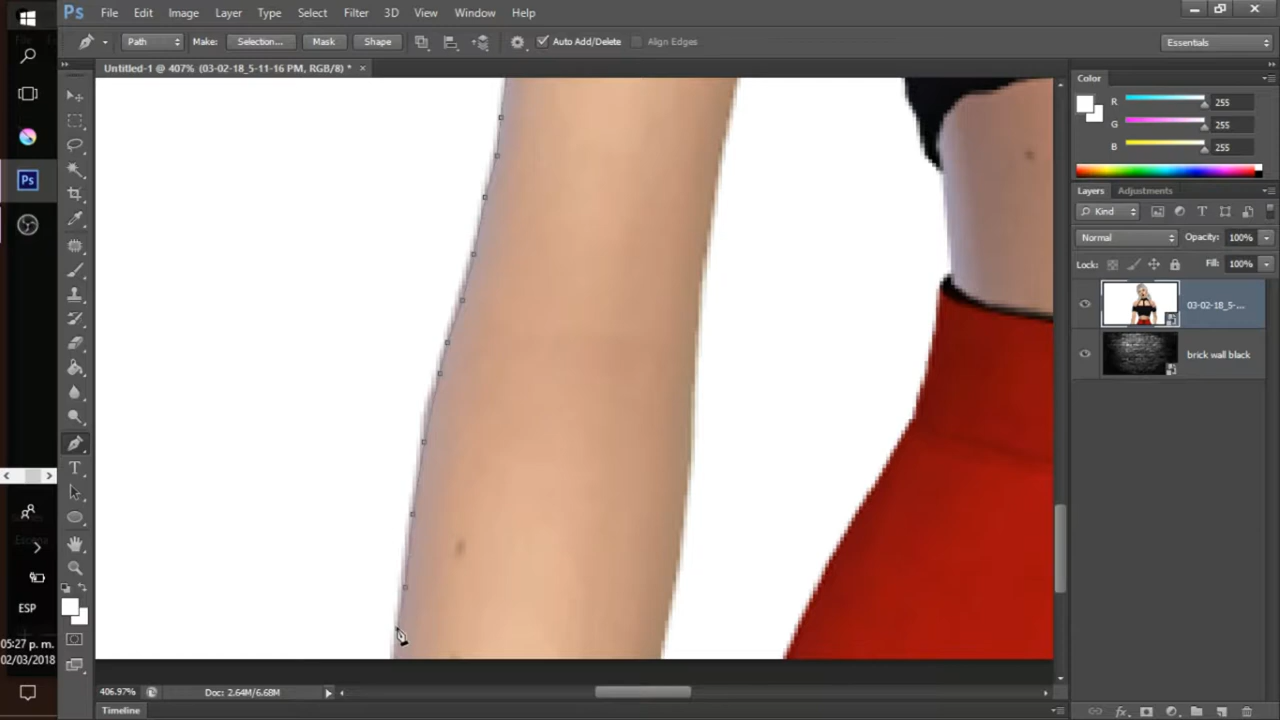 Ps File Edit Image Layer Type Select Filter 3D View Window Help
Path Make: Selection... Mask Shape Auto Add/Delete Align Edges Essentials
Untitled-1 @ 407% (03-02-18_5-11-16 PM, RGB/8) * ×
Color
R 255
G 255
B 255
Layers Adjustments
Kind
Normal Opacity: 100%
Lock: Fill: 100%
03-02-18_5-...
brick wall black
Ps
T
ESP
05:27 p. m.
02/03/2018
406.97% Doc: 2.64M/6.68M
Timeline
fx